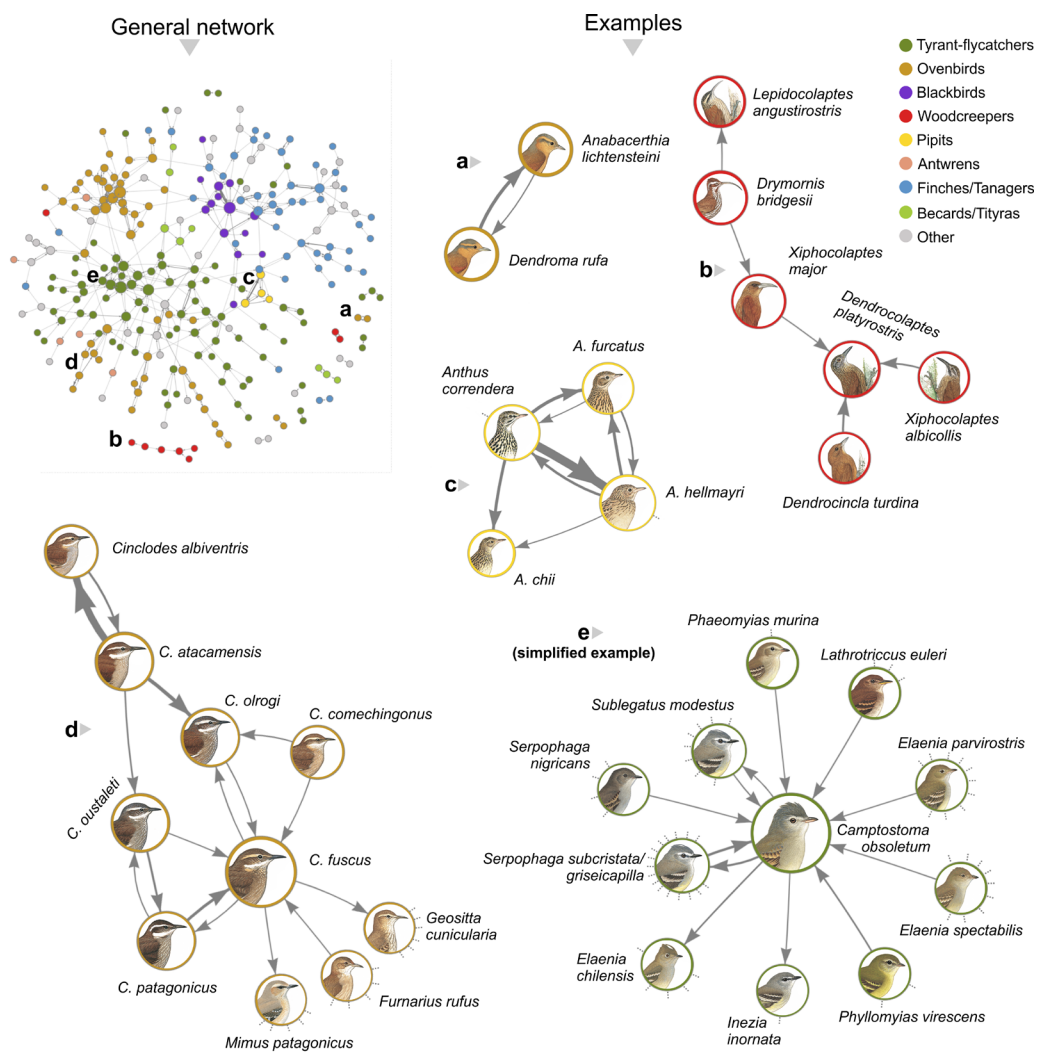 General network
Examples
Tyrant-flycatchers
Ovenbirds
Blackbirds
Woodcreepers
Pipits
Antwrens
Finches/Tanagers
Becards/Tityras
Other
e
c
a
d
b
a
Anabacerthia
lichtensteini
Dendroma rufa
Lepidocolaptes
angustirostris
Drymornis
bridgesii
b
Xiphocolaptes
major
Dendrocolaptes
platyrostris
Xiphocolaptes
albicollis
Dendrocincla turdina
c
Anthus
correndera
A. furcatus
A. hellmayri
A. chii
d
Cinclodes albiventris
C. atacamensis
C. olrogi
C. comechingonus
C. oustaleti
C. fuscus
C. patagonicus
Geositta
cunicularia
Furnarius rufus
Mimus patagonicus
e
(simplified example)
Phaeomyias murina
Lathrotriccus euleri
Sublegatus modestus
Serpophaga
nigricans
Elaenia parvirostris
Camptostoma
obsoletum
Serpophaga subcristata/
griseicapilla
Elaenia spectabilis
Elaenia
chilensis
Inezia
inornata
Phyllomyias virescens